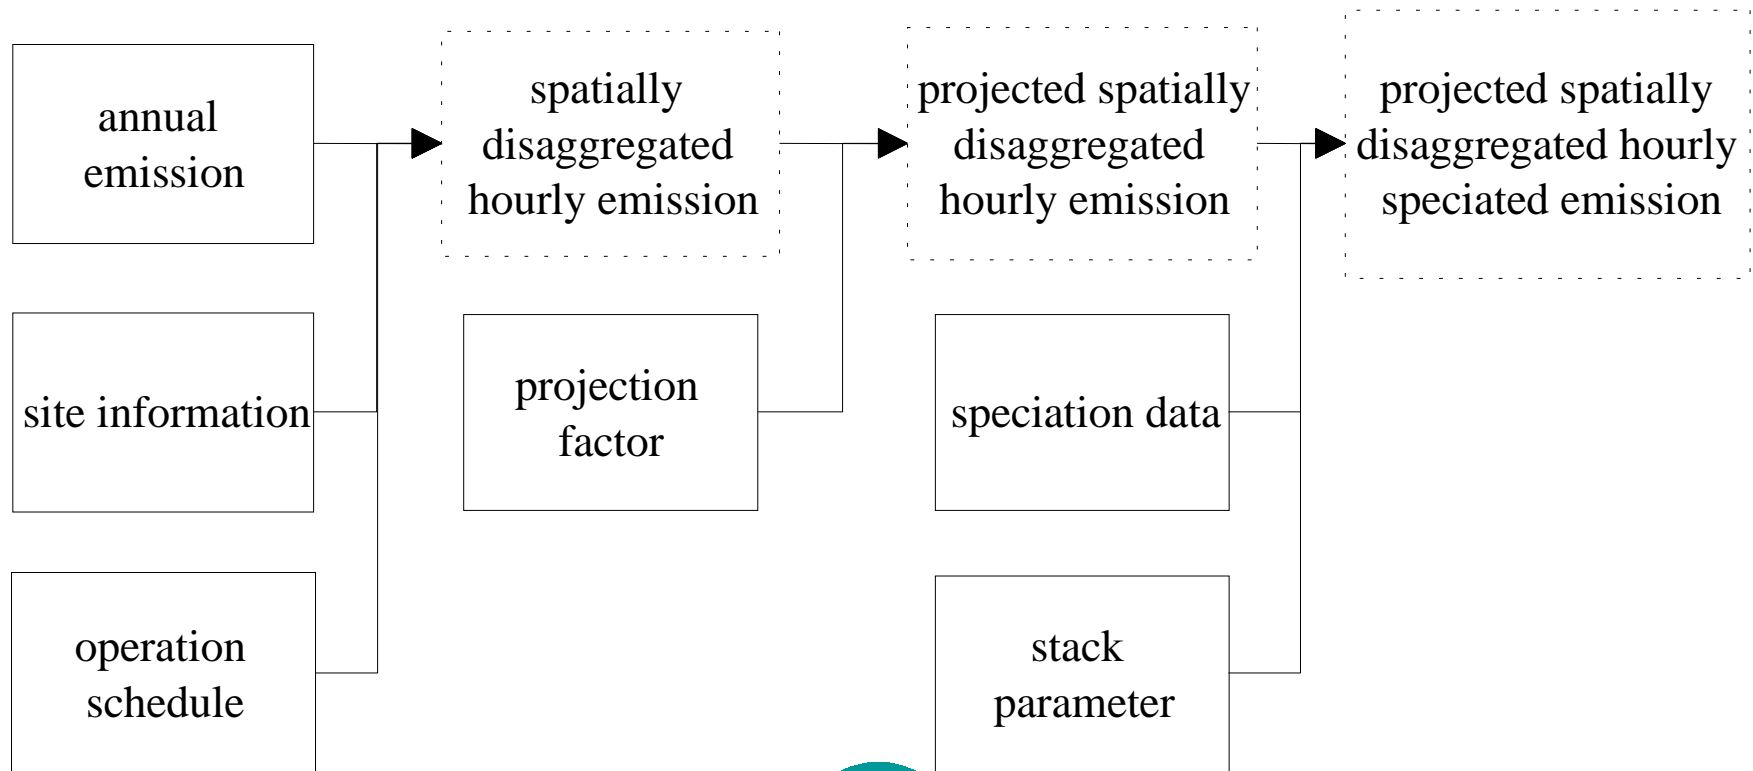 annual
emission
spatially
disaggregated
hourly emission
projected spatially
disaggregated
hourly emission
projected spatially
disaggregated hourly
speciated emission
site information
projection
factor
speciation data
operation
schedule
stack
parameter